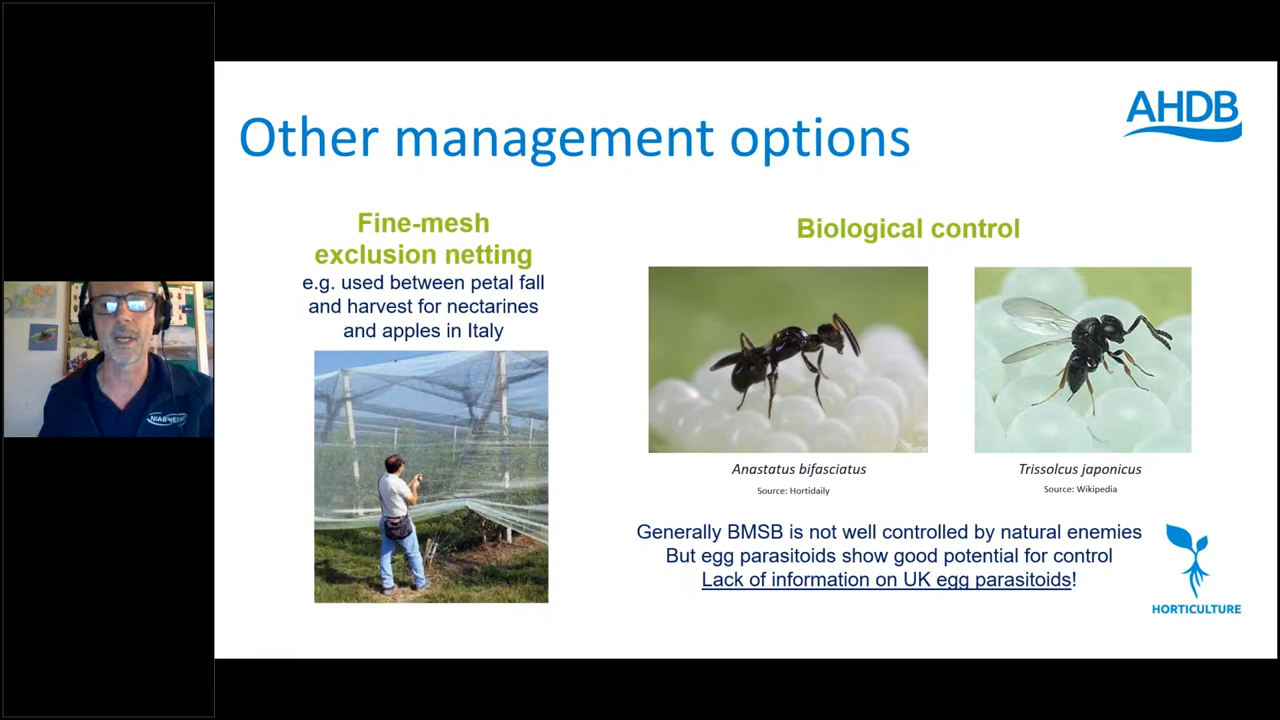 Other management options
AHDB
Fine-mesh
exclusion netting
e.g. used between petal fall
and harvest for nectarines
and apples in Italy
Biological control
Anastatus bifasciatus
Source: Hortidaily
Trissolcus japonicus
Source: Wikipedia
Generally BMSB is not well controlled by natural enemies
But egg parasitoids show good potential for control
Lack of information on UK egg parasitoids!
HORTICULTURE